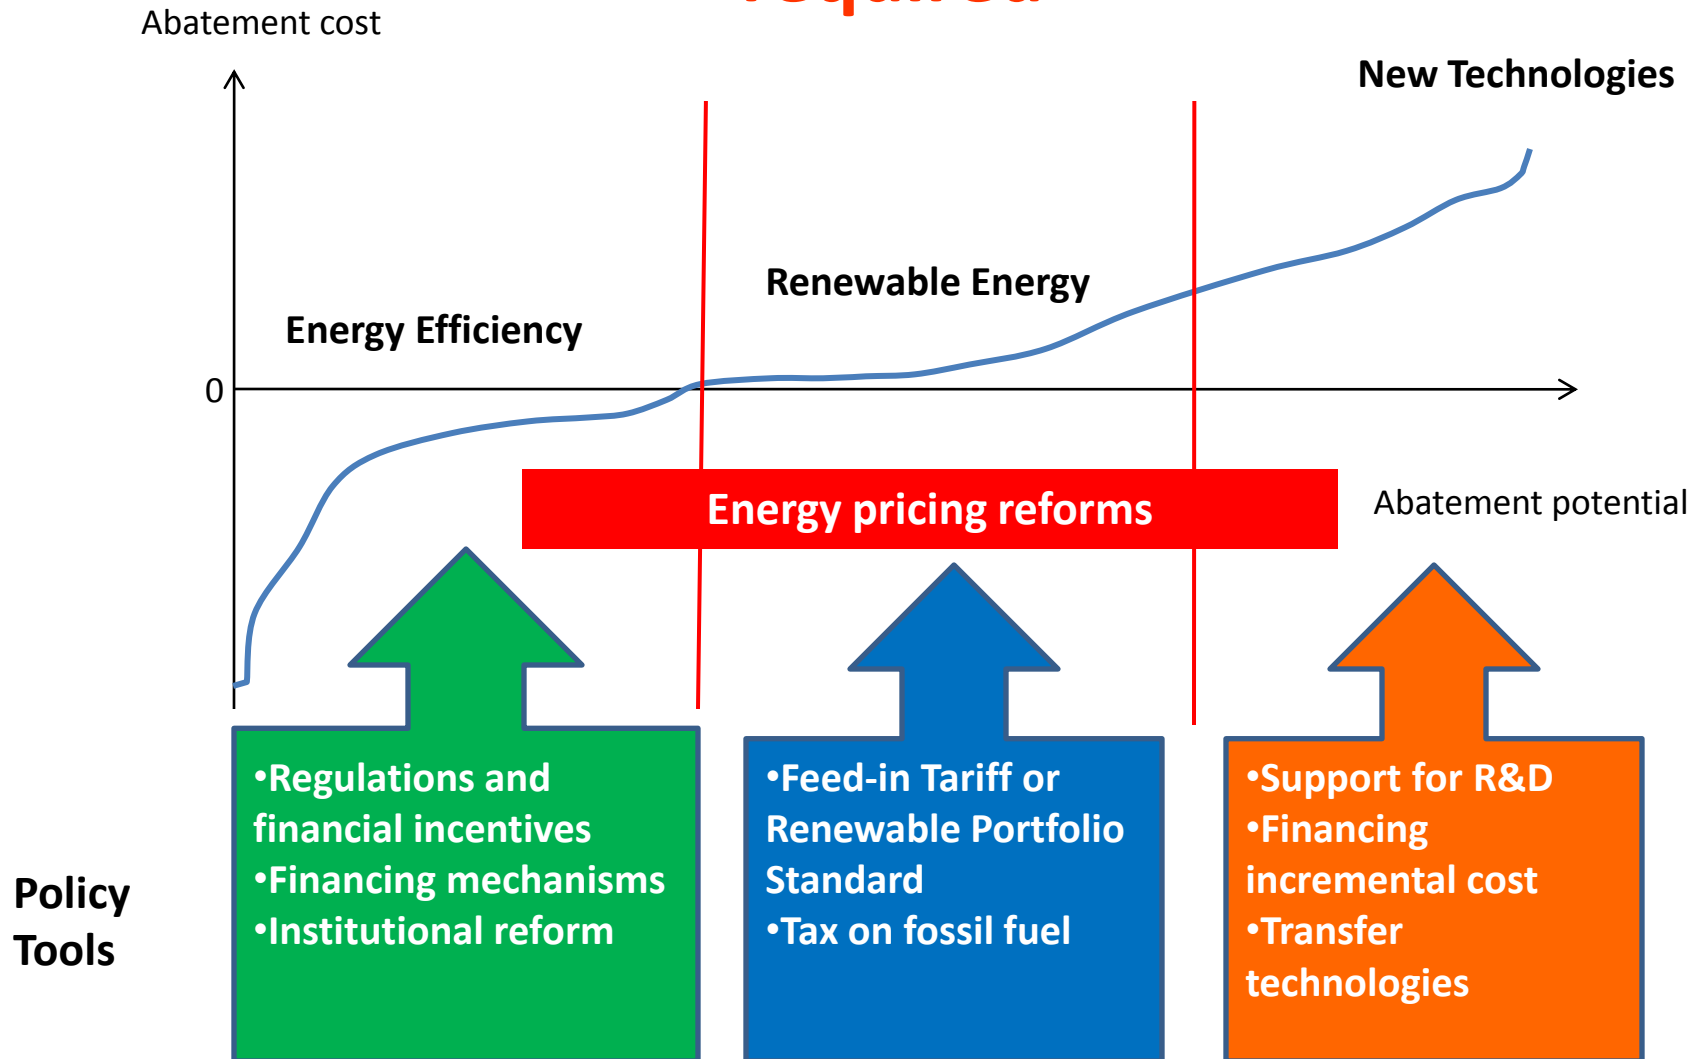 required
Abatement cost
New Technologies
Renewable Energy
Energy Efficiency
0
Energy pricing reforms
Abatement potential
•Regulations and
financial incentives
•Financing mechanisms
•Institutional reform
•Feed-in Tariff or
Renewable Portfolio
Standard
•Tax on fossil fuel
•Support for R&D
•Financing
incremental cost
•Transfer
technologies
Policy
Tools